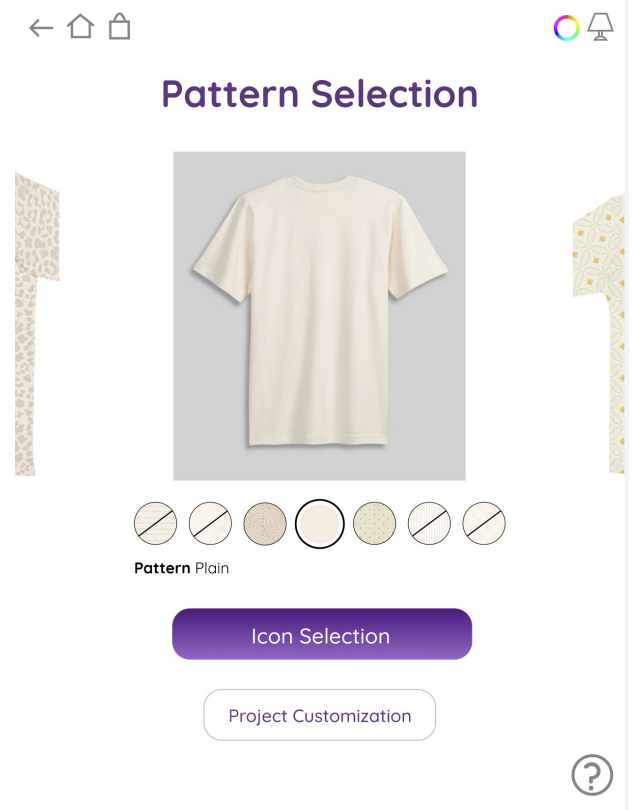 Pattern Selection
Pattern Plain
Icon Selection
Project Customization
?